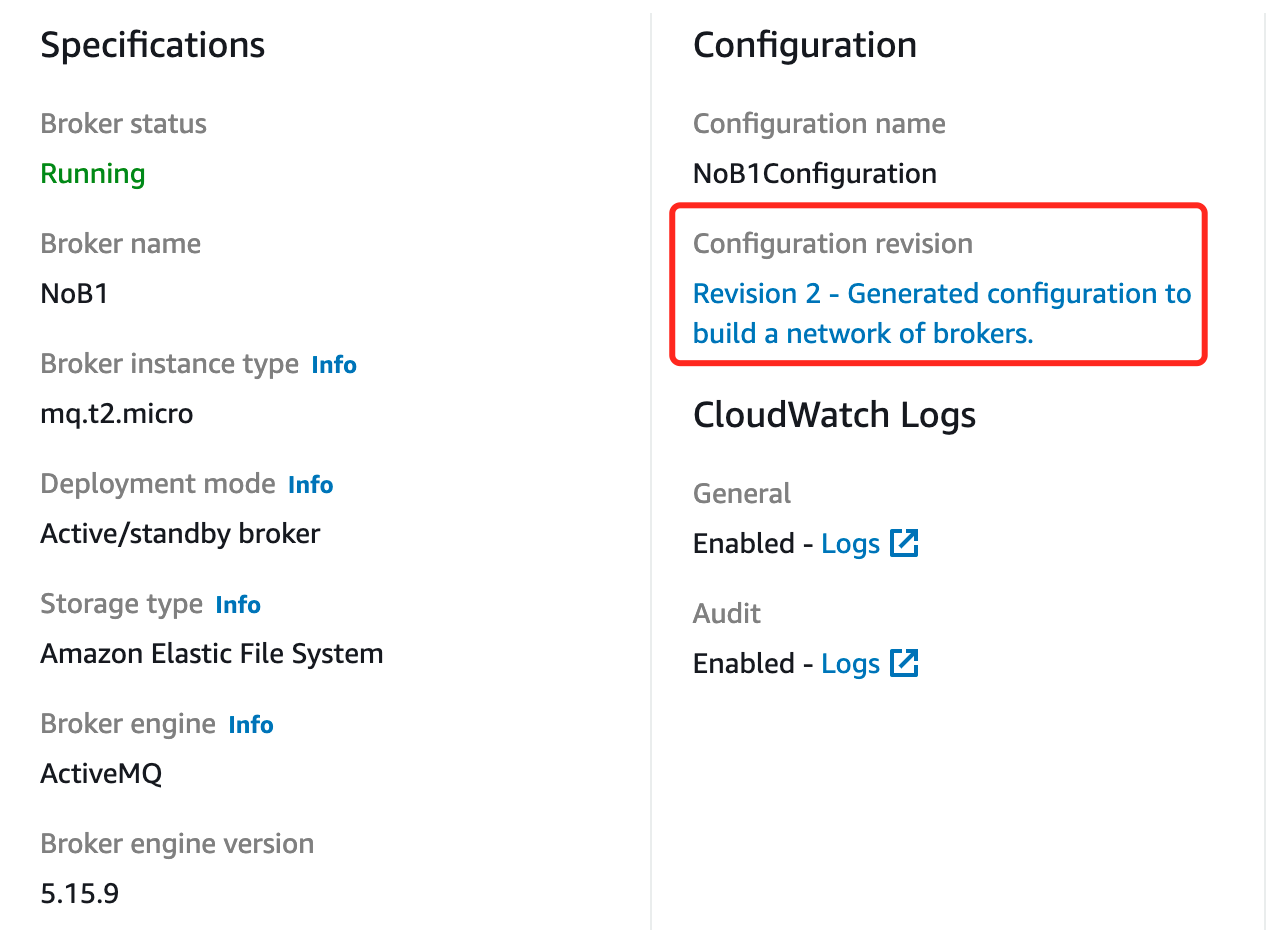 Specifications
Broker status
Running
Broker name
NoB1
Broker instance type Info
mq.t2.micro
Deployment mode Info
Active/standby broker
Storage type Info
Amazon Elastic File System
Broker engine Info
ActiveMQ
Broker engine version
5.15.9
Configuration
Configuration name
NoB1Configuration
Configuration revision
Revision 2 - Generated configuration to
build a network of brokers.
CloudWatch Logs
General
Enabled - Logs
Audit
Enabled - Logs